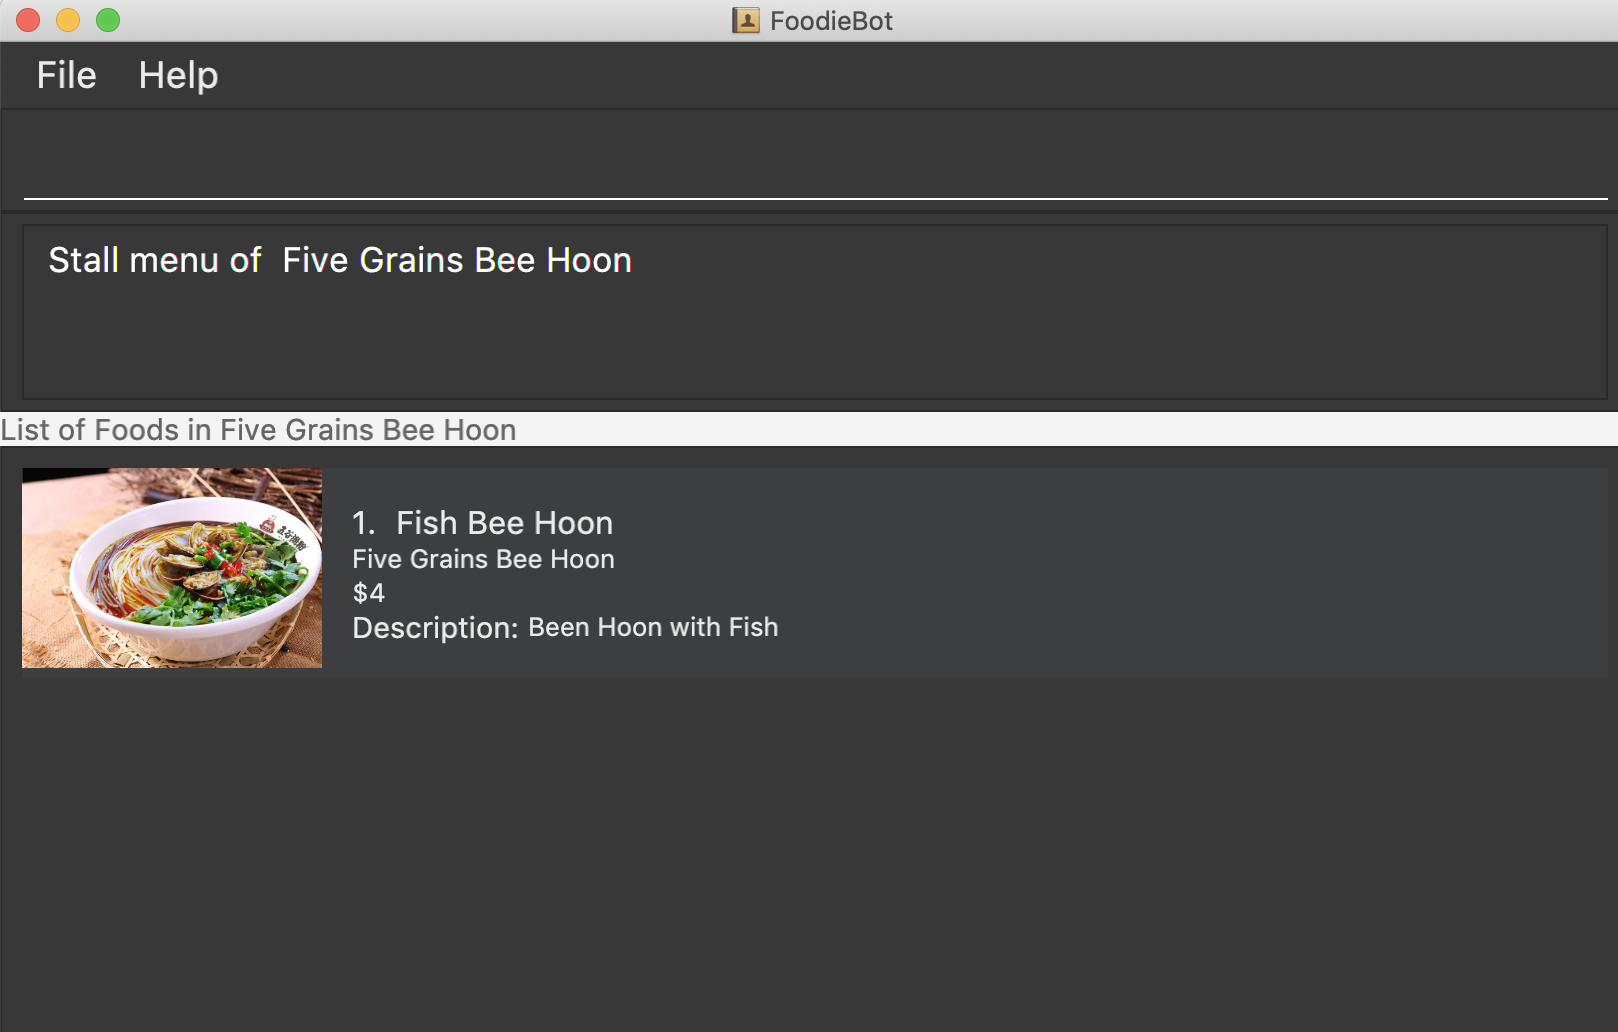 FoodieBot
File Help
Stall menu of  Five Grains Bee Hoon
List of Foods in Five Grains Bee Hoon
1. Fish Bee Hoon
Five Grains Bee Hoon
$4
Description: Been Hoon with Fish